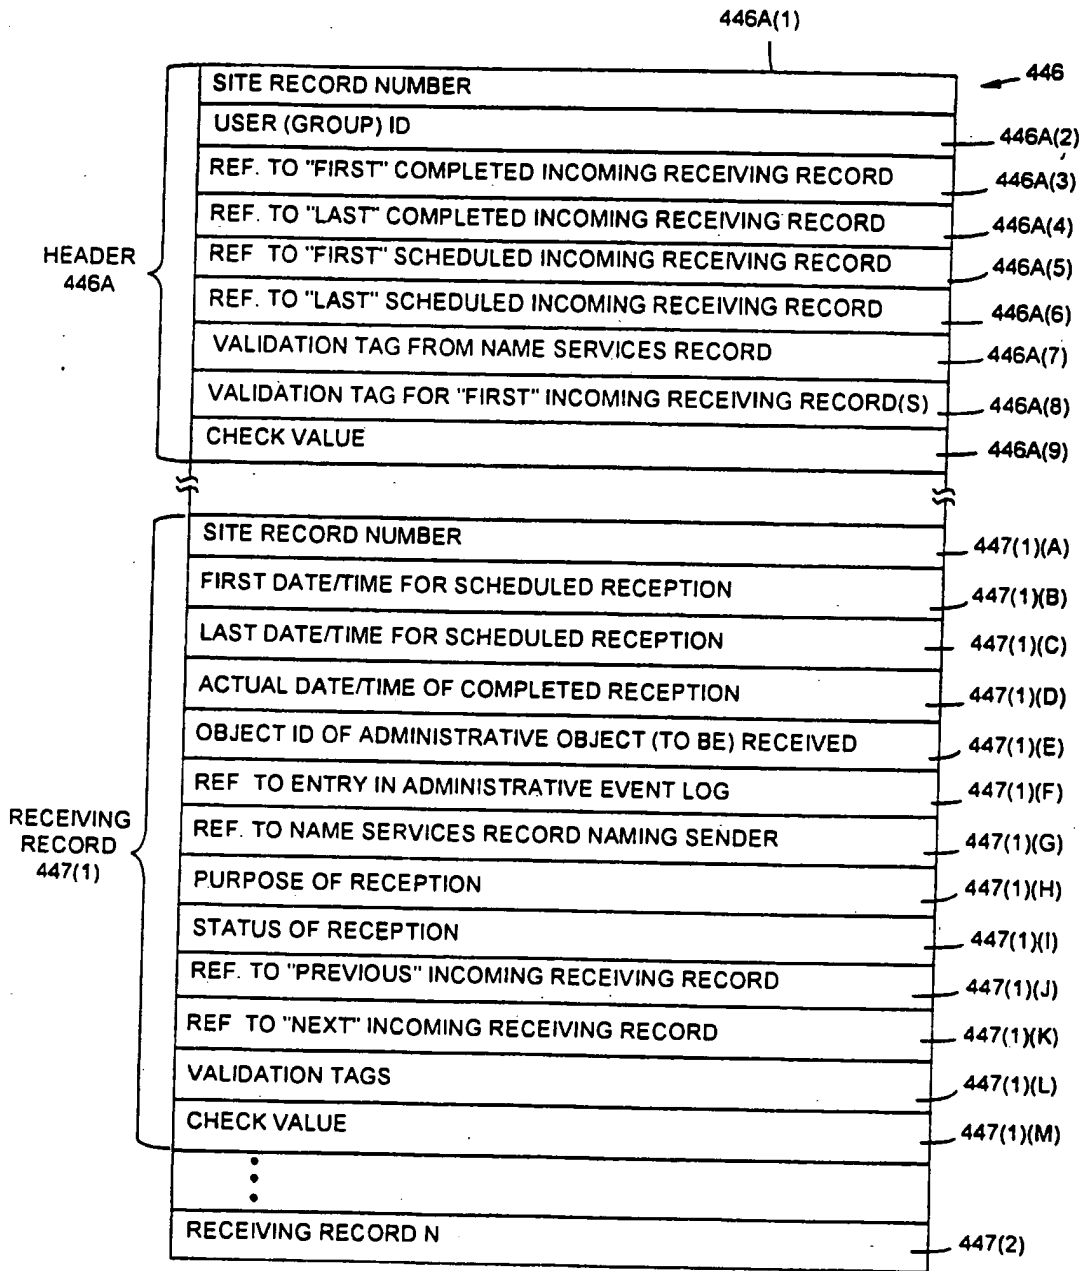 446A(1)
446
SITE RECORD NUMBER
USER (GROUP) ID
446A(2)
REF. TO "FIRST" COMPLETED INCOMING RECEIVING RECORD
446A(3)
REF. TO "LAST" COMPLETED INCOMING RECEIVING RECORD
446A(4)
REF TO "FIRST" SCHEDULED INCOMING RECEIVING RECORD
446A(5)
HEADER
446A
REF. TO "LAST" SCHEDULED INCOMING RECEIVING RECORD
446A(6)
VALIDATION TAG FROM NAME SERVICES RECORD
446A(7)
VALIDATION TAG FOR "FIRST" INCOMING RECEIVING RECORD(S)
446A(8)
CHECK VALUE
446A(9)
SITE RECORD NUMBER
447(1)(A)
FIRST DATE/TIME FOR SCHEDULED RECEPTION
447(1)(B)
LAST DATE/TIME FOR SCHEDULED RECEPTION
447(1)(C)
ACTUAL DATE/TIME OF COMPLETED RECEPTION
447(1)(D)
OBJECT ID OF ADMINISTRATIVE OBJECT (TO BE) RECEIVED
447(1)(E)
REF TO ENTRY IN ADMINISTRATIVE EVENT LOG
447(1)(F)
RECEIVING
RECORD
447(1)
REF. TO NAME SERVICES RECORD NAMING SENDER
447(1)(G)
PURPOSE OF RECEPTION
447(1)(H)
STATUS OF RECEPTION
447(1)(I)
REF. TO "PREVIOUS" INCOMING RECEIVING RECORD
447(1)(J)
REF TO "NEXT" INCOMING RECEIVING RECORD
447(1)(K)
VALIDATION TAGS
447(1)(L)
CHECK VALUE
447(1)(M)
RECEIVING RECORD N
447(2)